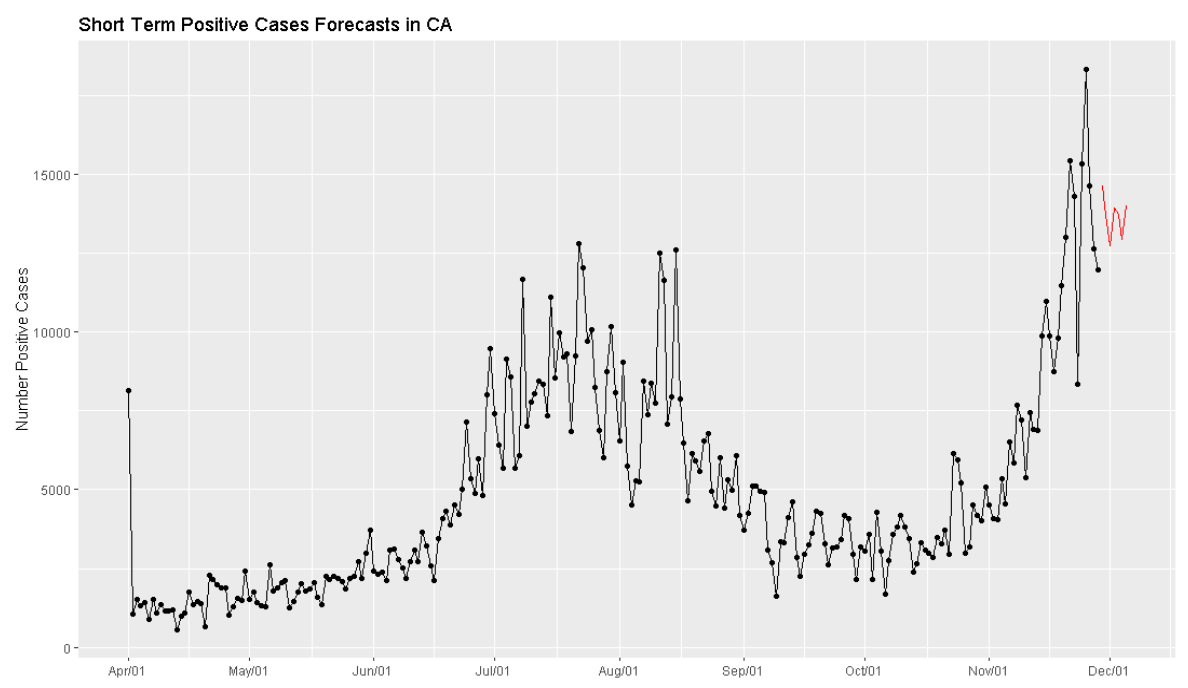 Short Term Positive Cases Forecasts in CA
Number Positive Cases
15000
10000
5000
0
Apr/01 May/01 Jun/01 Jul/01 Aug/01 Sep/01 Oct/01 Nov/01 Dec/01